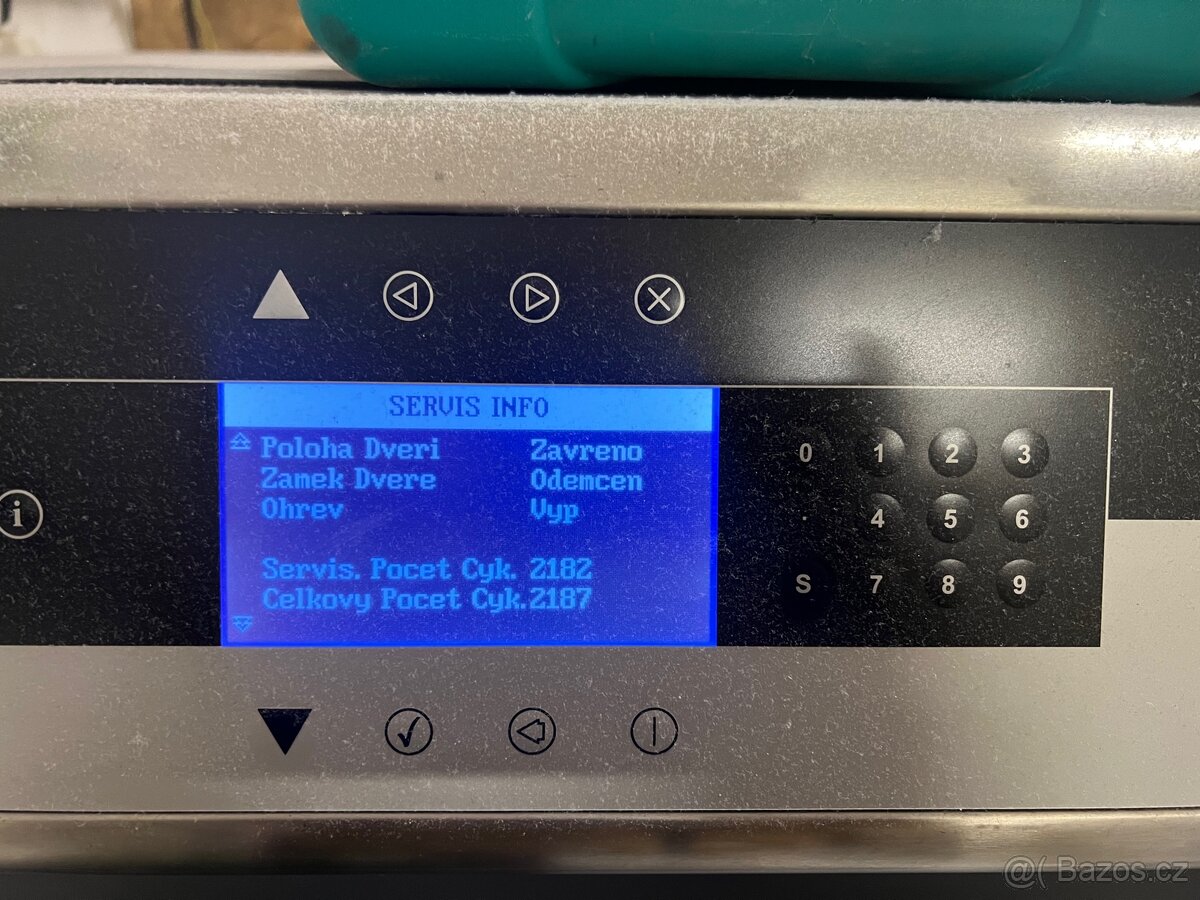 SERVIS INFO
Poloha Dveri Zavreno
Zamek Dvere Odemcen
Ohrev Vyp
Servis. Pocet Cyk. 2182
Celkovy Pocet Cyk.2187
i
0 1 2 3
4 5 6
S 7 8 9
@( Bazos.cz